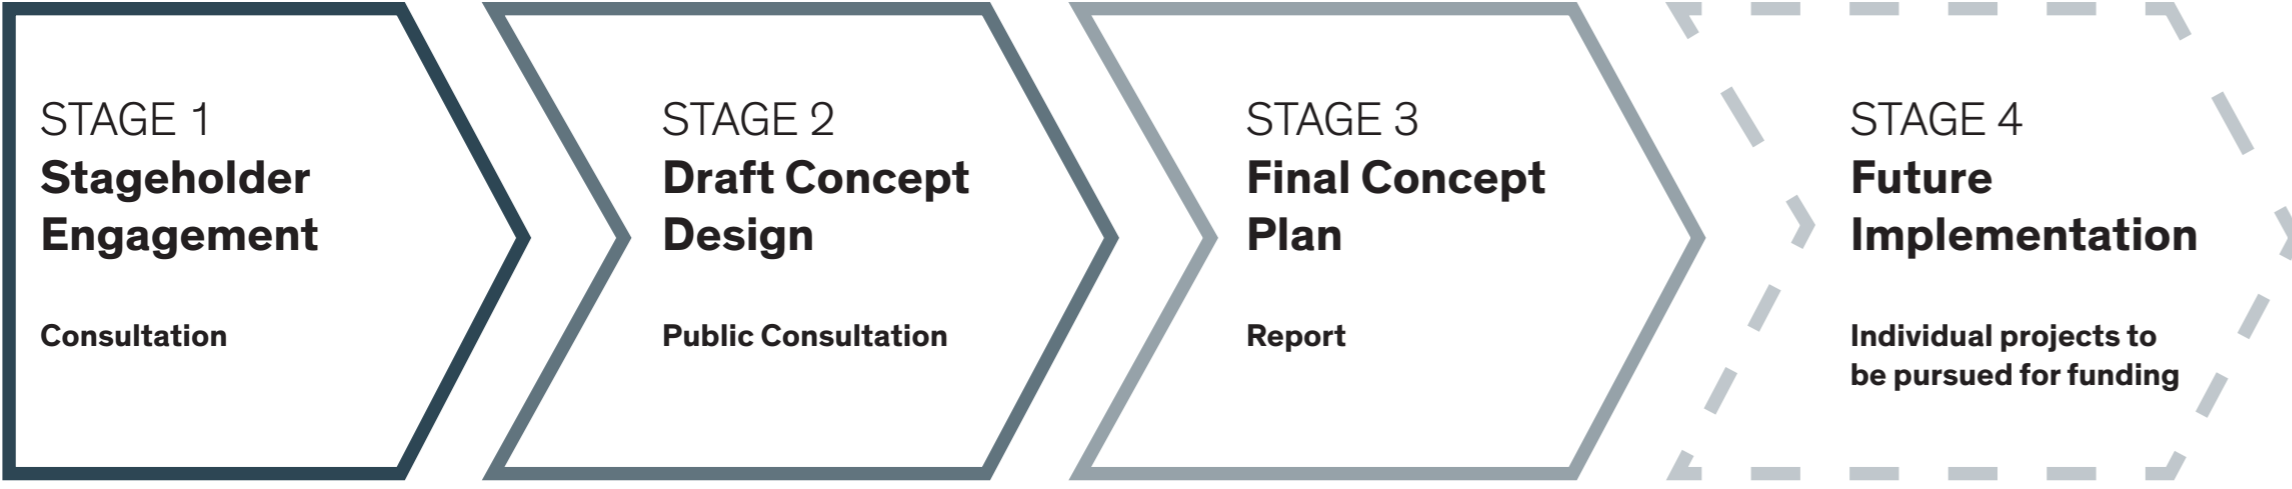 STAGE 1
Stageholder
Engagement
Consultation
STAGE 2
Draft Concept
Design
Public Consultation
STAGE 3
Final Concept
Plan
Report
STAGE 4
Future
Implementation
Individual projects to
be pursued for funding